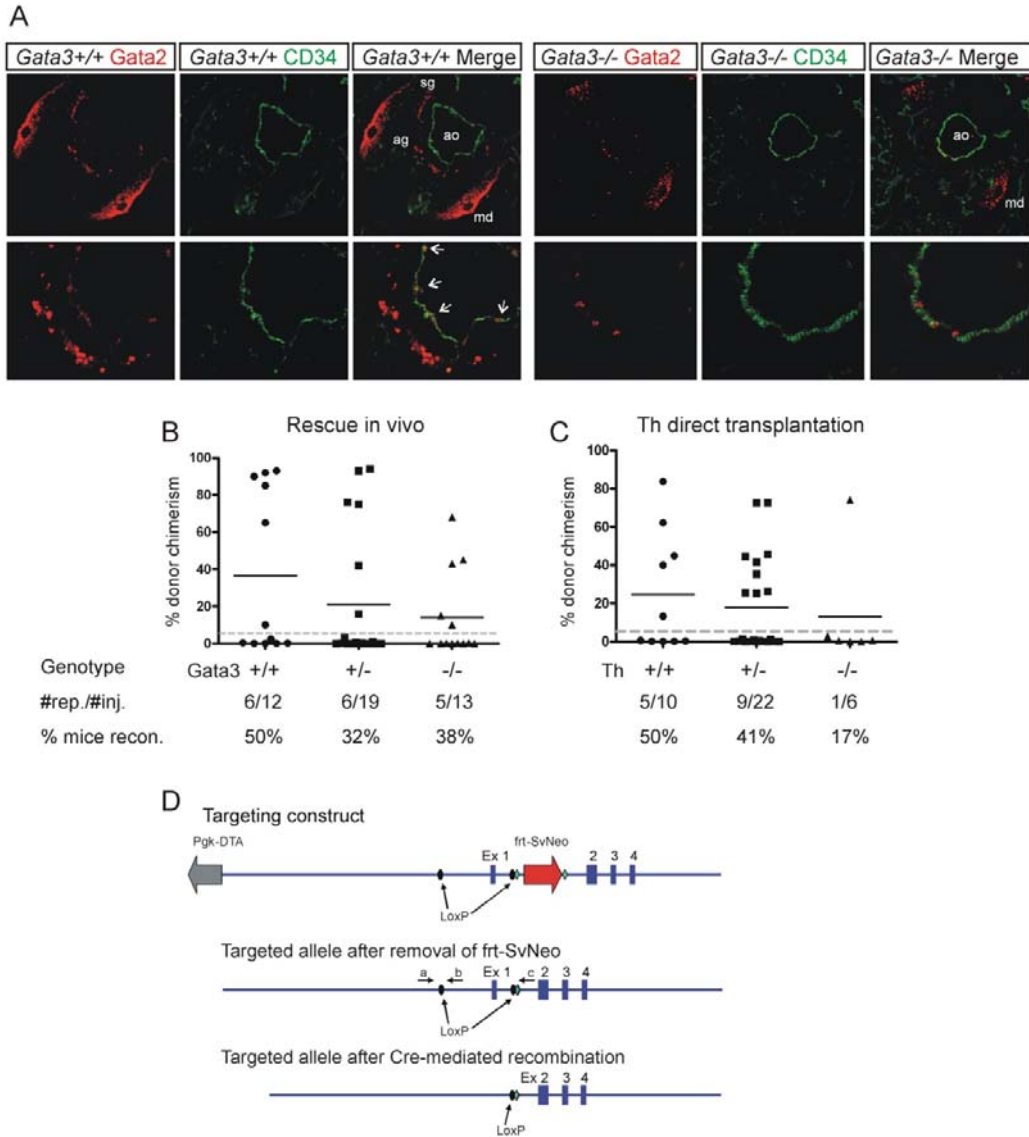 A
Gata3+/+ Gata2
Gata3+/+ CD34
Gata3+/+ Merge
Gata3-/- Gata2
Gata3-/- CD34
Gata3-/- Merge
sg
ag
ao
md
ao
md
B
Rescue in vivo
% donor chimerism
100
80
60
40
20
0
Genotype
Gata3 +/+ +/- -/-
#rep./#inj. 6/12 6/19 5/13
% mice recon. 50% 32% 38%
C
Th direct transplantation
% donor chimerism
100
80
60
40
20
0
Th +/+ +/- -/-
5/10 9/22 1/6
50% 41% 17%
D
Targeting construct
Pgk-DTA
frt-SvNeo
Ex 1 2 3 4
LoxP
Targeted allele after removal of frt-SvNeo
a b Ex 1 c 2 3 4
LoxP
Targeted allele after Cre-mediated recombination
Ex 2 3 4
LoxP